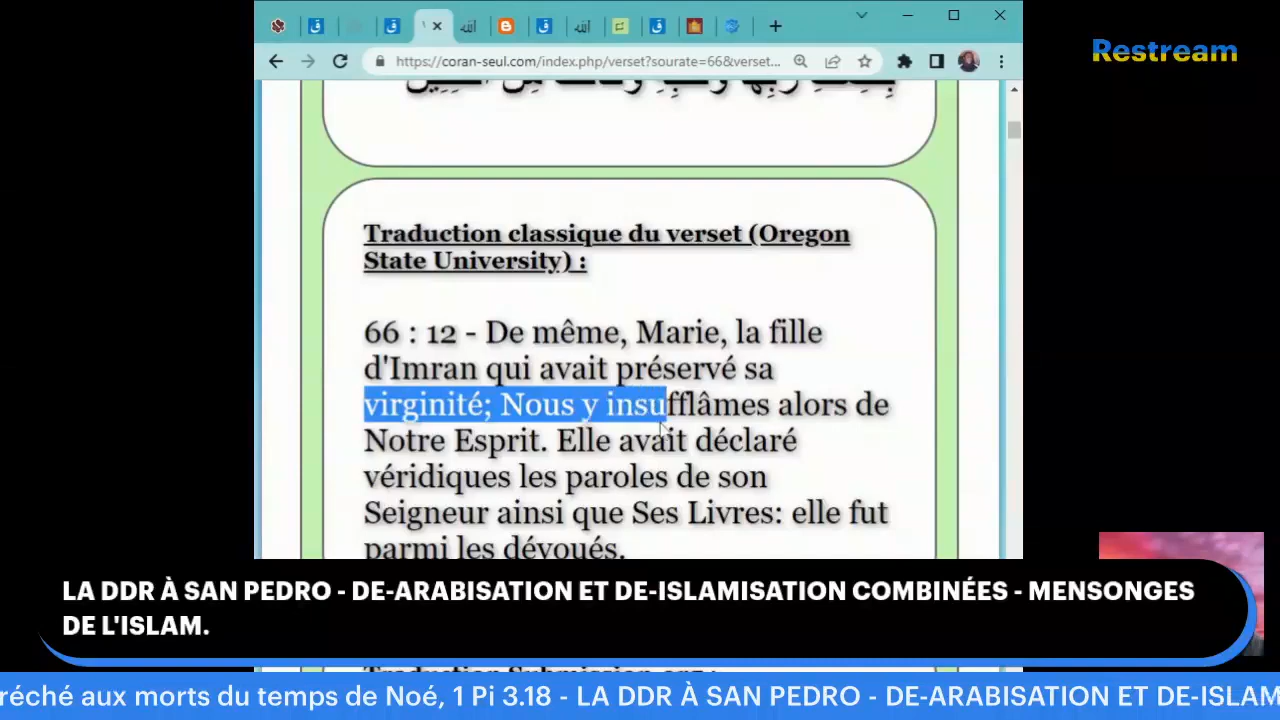 https://coran-seul.com/index.php/verset?sourate=66&verset...
Restream
Traduction classique du verset (Oregon
State University) :
66 : 12 - De même, Marie, la fille
d'Imran qui avait préservé sa
virginité; Nous y insufflâmes alors de
Notre Esprit. Elle avait déclaré
véridiques les paroles de son
Seigneur ainsi que Ses Livres: elle fut
parmi les dévoués.
LA DDR À SAN PEDRO - DE-ARABISATION ET DE-ISLAMISATION COMBINÉES - MENSONGES
DE L'ISLAM.
réché aux morts du temps de Noé, 1 Pi 3.18 - LA DDR À SAN PEDRO - DE-ARABISATION ET DE-ISLAM